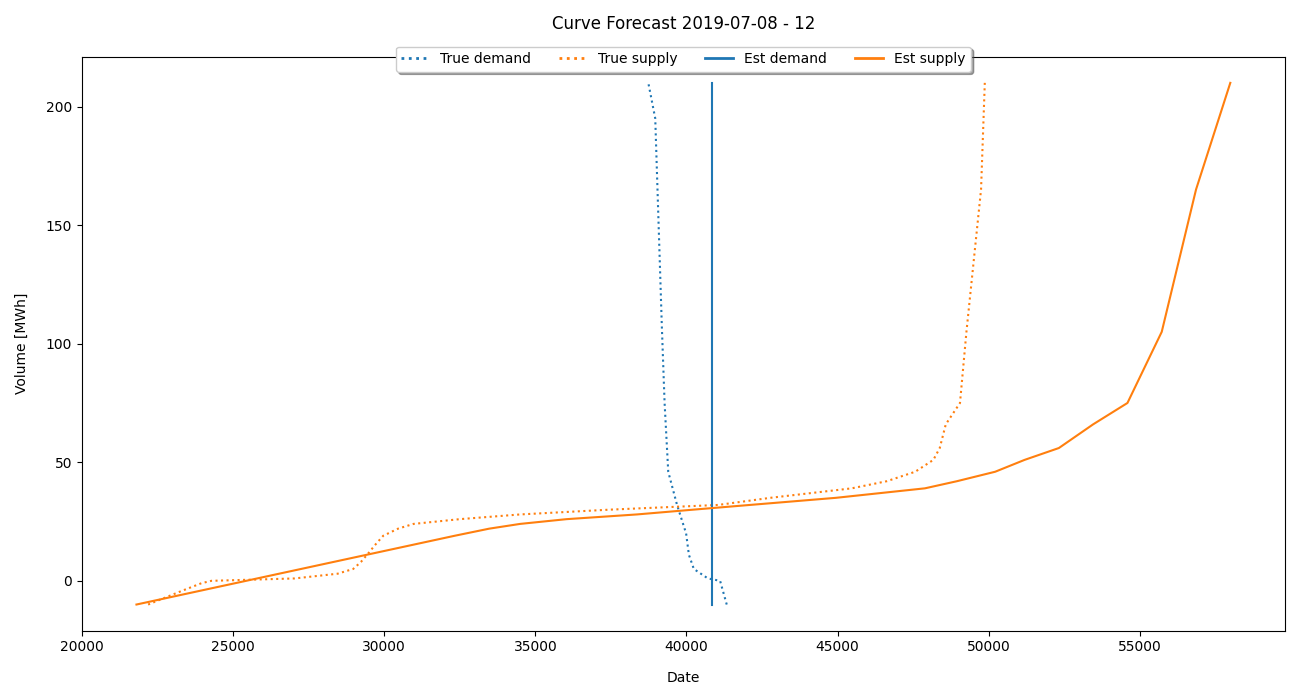 Curve Forecast 2019-07-08 - 12
True demand True supply Est demand Est supply
200
150
100
50
0
Volume [MWh]
20000 25000 30000 35000 40000 45000 50000 55000
Date